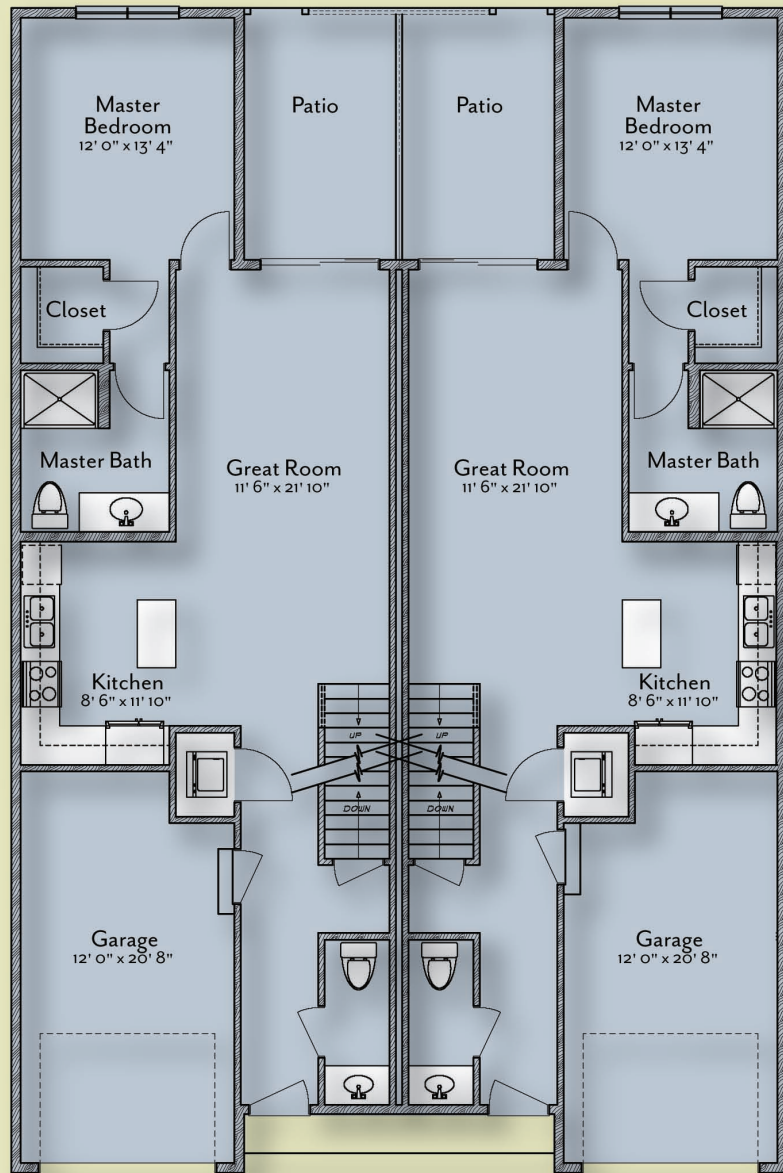 Master
Bedroom
12' 0" x 13' 4"
Patio
Patio
Master
Bedroom
12' 0" x 13' 4"
Closet
Closet
Master Bath
Great Room
11' 6" x 21' 10"
Great Room
11' 6" x 21' 10"
Master Bath
Kitchen
8' 6" x 11' 10"
Kitchen
8' 6" x 11' 10"
UP
UP
DOWN
DOWN
Garage
12' 0" x 20' 8"
Garage
12' 0" x 20' 8"